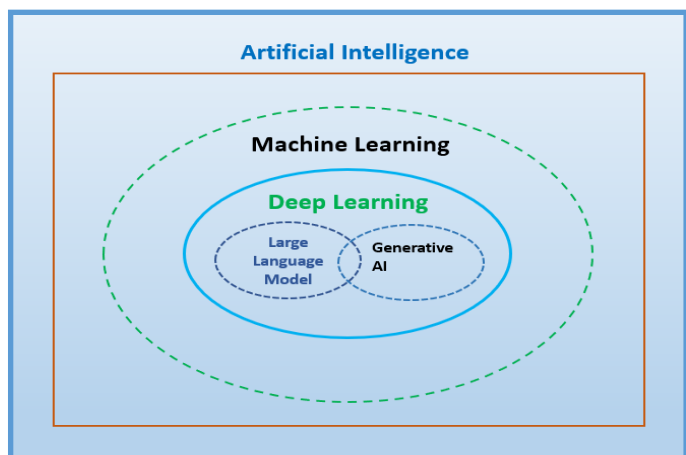 Artificial Intelligence
Machine Learning
Deep Learning
Large
Language
Model
Generative
AI